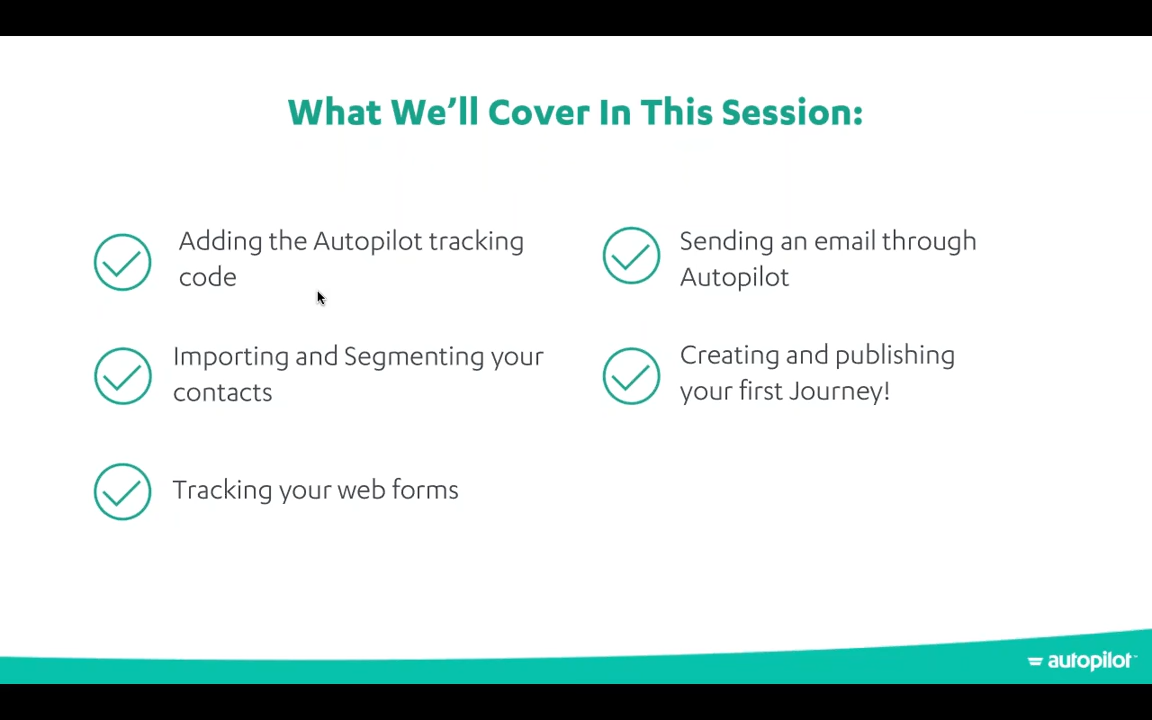 What We’ll Cover In This Session:
Adding the Autopilot tracking
code
Importing and Segmenting your
contacts
Tracking your web forms
Sending an email through
Autopilot
Creating and publishing
your first Journey!
autopilot™